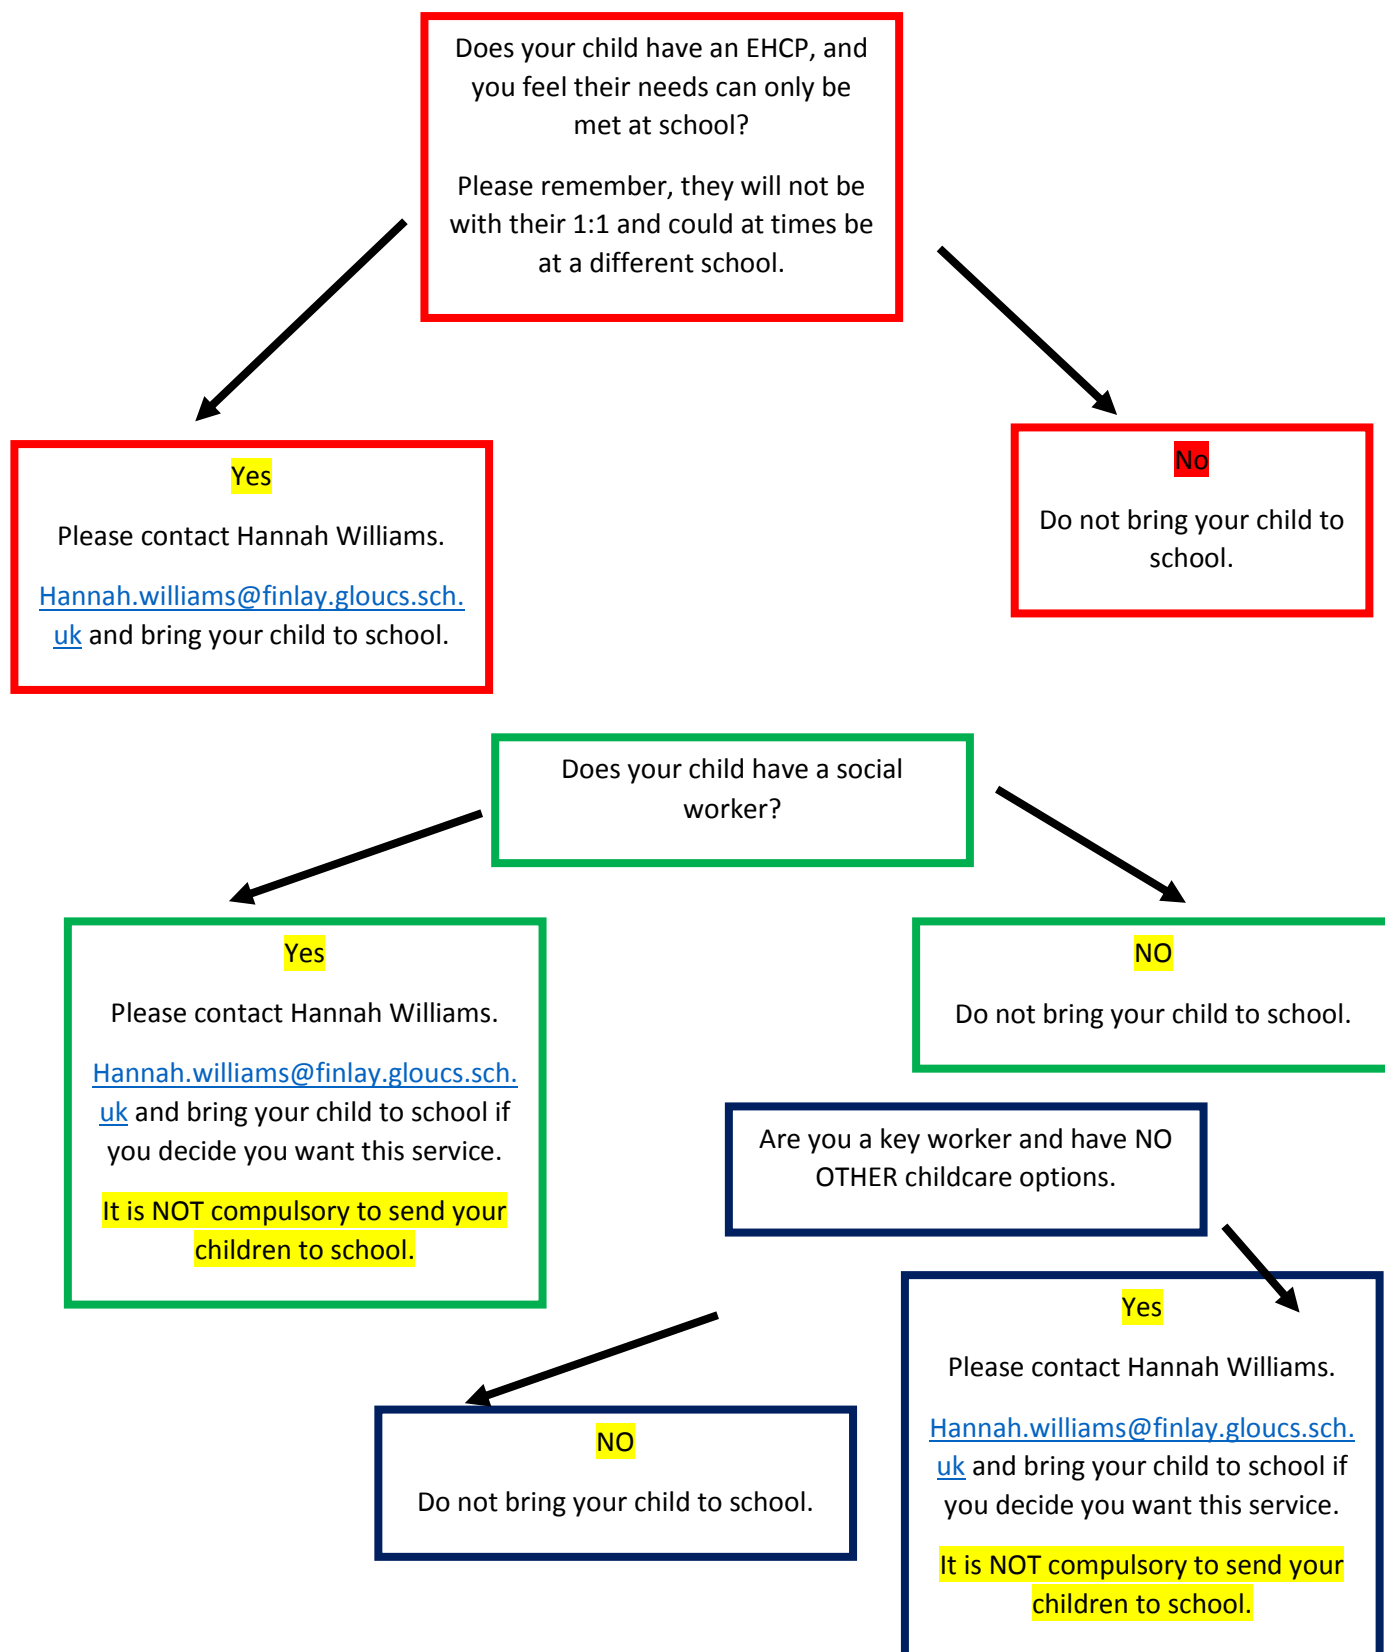 Does your child have an EHCP, and
you feel their needs can only be
met at school?
Please remember, they will not be
with their 1:1 and could at times be
at a different school.
Yes
Please contact Hannah Williams.
Hannah.williams@finlay.gloucs.sch.
uk and bring your child to school.
No
Do not bring your child to
school.
Does your child have a social
worker?
Yes
Please contact Hannah Williams.
Hannah.williams@finlay.gloucs.sch.
uk and bring your child to school if
you decide you want this service.
It is NOT compulsory to send your
children to school.
NO
Do not bring your child to school.
Are you a key worker and have NO
OTHER childcare options.
NO
Do not bring your child to school.
Yes
Please contact Hannah Williams.
Hannah.williams@finlay.gloucs.sch.
uk and bring your child to school if
you decide you want this service.
It is NOT compulsory to send your
children to school.